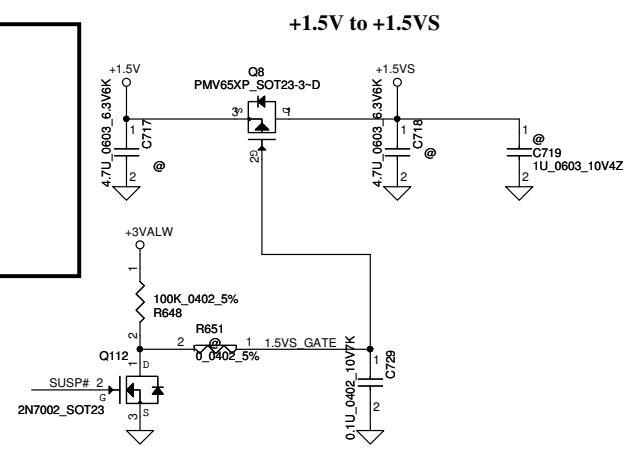 +1.5V to +1.5VS
+1.5V
Q8
PMV65XP_SOT23-3~D
+1.5VS
4.7U_0603_6.3V6K
1
C717
2
@
3
S
D
1
G
2
4.7U_0603_6.3V6K
1
C718
2
@
1
@
C719
1U_0603_10V4Z
2
+3VALW
1
100K_0402_5%
R648
2
R651
@
2
1
1.5VS_GATE
0_0402_5%
Q112
1
D
SUSP#
2
G
3
S
2N7002_SOT23
0.1U_0402_10V7K
1
C729
2